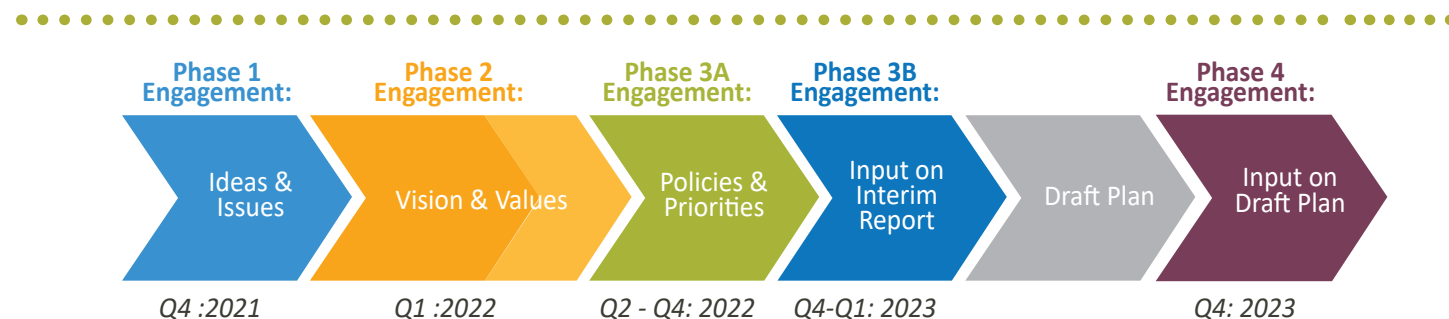 Phase 1
Engagement:
Phase 2
Engagement:
Phase 3A
Engagement:
Phase 3B
Engagement:
Phase 4
Engagement:
Ideas &
Issues
Vision & Values
Policies &
Priorities
Input on
Interim
Report
Draft Plan
Input on
Draft Plan
Q4 :2021
Q1 :2022
Q2 - Q4: 2022
Q4-Q1: 2023
Q4: 2023